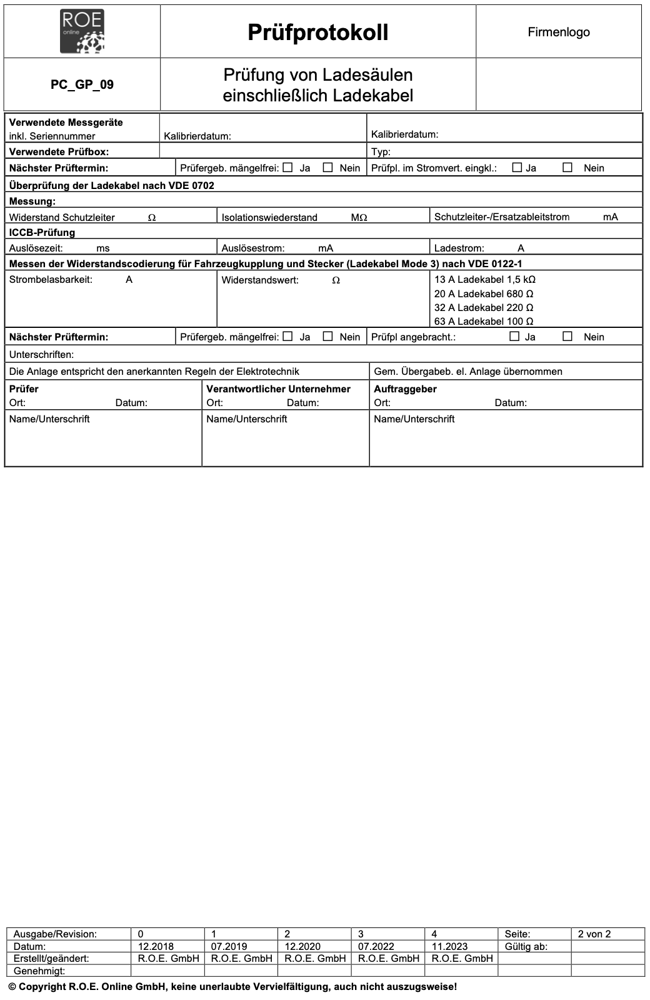 ROE
online
Prüfprotokoll
Firmenlogo
PC_GP_09
Prüfung von Ladesäulen
einschließlich Ladekabel
Verwendete Messgeräte
inkl. Seriennummer
Kalibrierdatum:
Kalibrierdatum:
Verwendete Prüfbox:
Typ:
Nächster Prüftermin:
Prüfergeb. mängelfrei: ☐ Ja ☐ Nein
Prüfpl. im Stromvert. eingkl.: ☐ Ja ☐ Nein
Überprüfung der Ladekabel nach VDE 0702
Messung:
Widerstand Schutzleiter Ω
Isolationswiederstand MΩ
Schutzleiter-/Ersatzableitstrom mA
ICCB-Prüfung
Auslösezeit: ms
Auslösestrom: mA
Ladestrom: A
Messen der Widerstandscodierung für Fahrzeugkupplung und Stecker (Ladekabel Mode 3) nach VDE 0122-1
Strombelasbarkeit: A
Widerstandswert: Ω
13 A Ladekabel 1,5 kΩ
20 A Ladekabel 680 Ω
32 A Ladekabel 220 Ω
63 A Ladekabel 100 Ω
Nächster Prüftermin:
Prüfergeb. mängelfrei: ☐ Ja ☐ Nein
Prüfpl angebracht.: ☐ Ja ☐ Nein
Unterschriften:
Die Anlage entspricht den anerkannten Regeln der Elektrotechnik
Gem. Übergabeb. el. Anlage übernommen
Prüfer
Ort: Datum:
Verantwortlicher Unternehmer
Ort: Datum:
Auftraggeber
Ort: Datum:
Name/Unterschrift
Name/Unterschrift
Name/Unterschrift
Ausgabe/Revision: 0 1 2 3 4 Seite: 2 von 2
Datum: 12.2018 07.2019 12.2020 07.2022 11.2023 Gültig ab:
Erstellt/geändert: R.O.E. GmbH R.O.E. GmbH R.O.E. GmbH R.O.E. GmbH R.O.E. GmbH
Genehmigt:
© Copyright R.O.E. Online GmbH, keine unerlaubte Vervielfältigung, auch nicht auszugsweise!